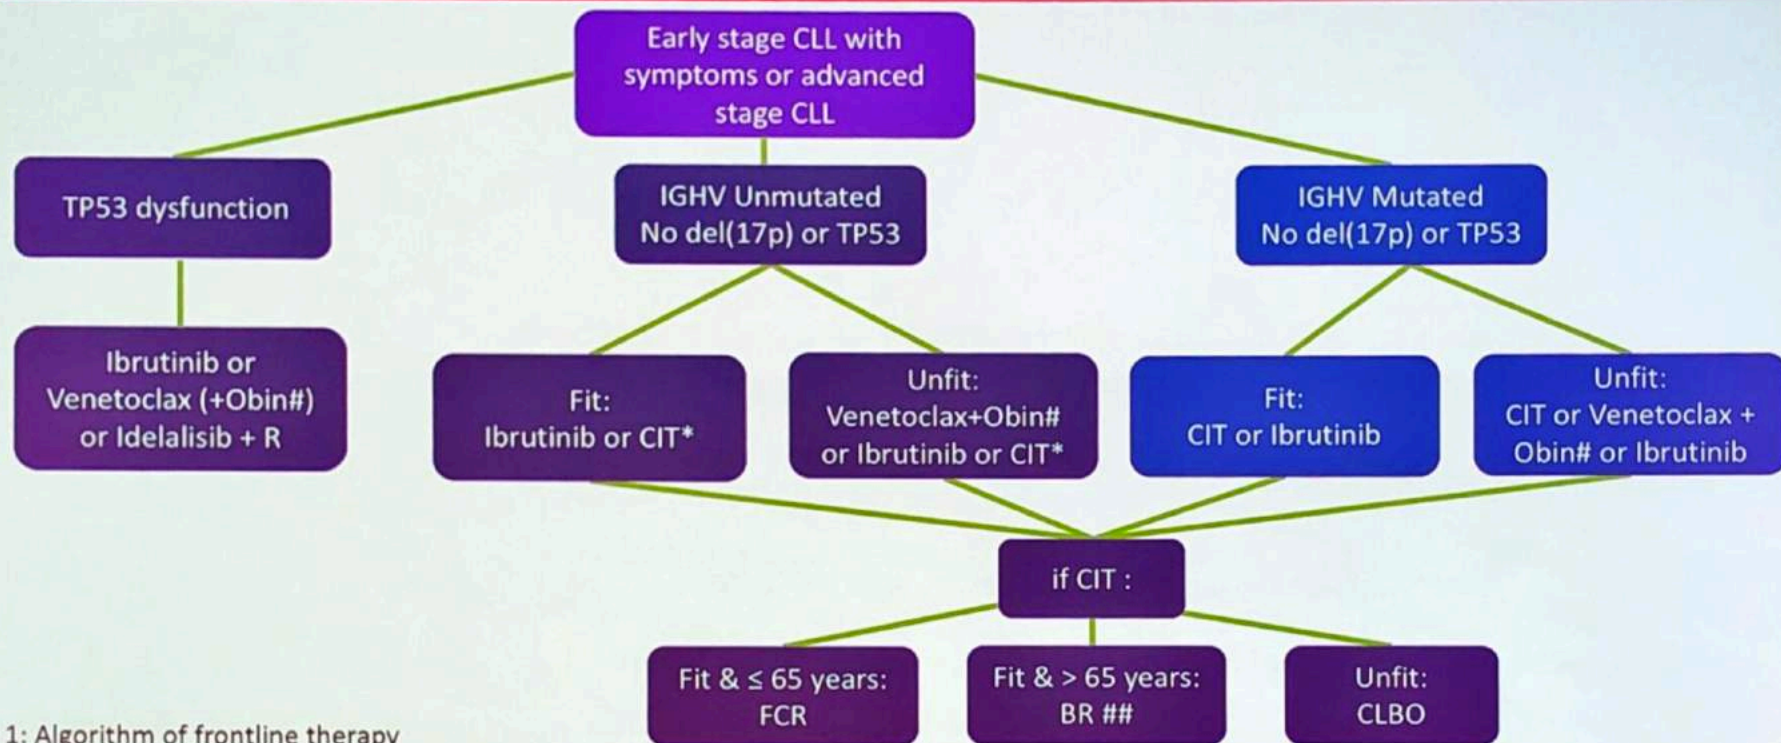 Early stage CLL with
symptoms or advanced
stage CLL
TP53 dysfunction
IGHV Unmutated
No del(17p) or TP53
IGHV Mutated
No del(17p) or TP53
Ibrutinib or
Venetoclax (+Obin#)
or Idelalisib + R
Fit:
Ibrutinib or CIT*
Unfit:
Venetoclax+Obin#
or Ibrutinib or CIT*
Fit:
CIT or Ibrutinib
Unfit:
CIT or Venetoclax +
Obin# or Ibrutinib
if CIT :
Fit & ≤ 65 years:
FCR
Fit & > 65 years:
BR ##
Unfit:
CLBO
1: Algorithm of frontline therapy